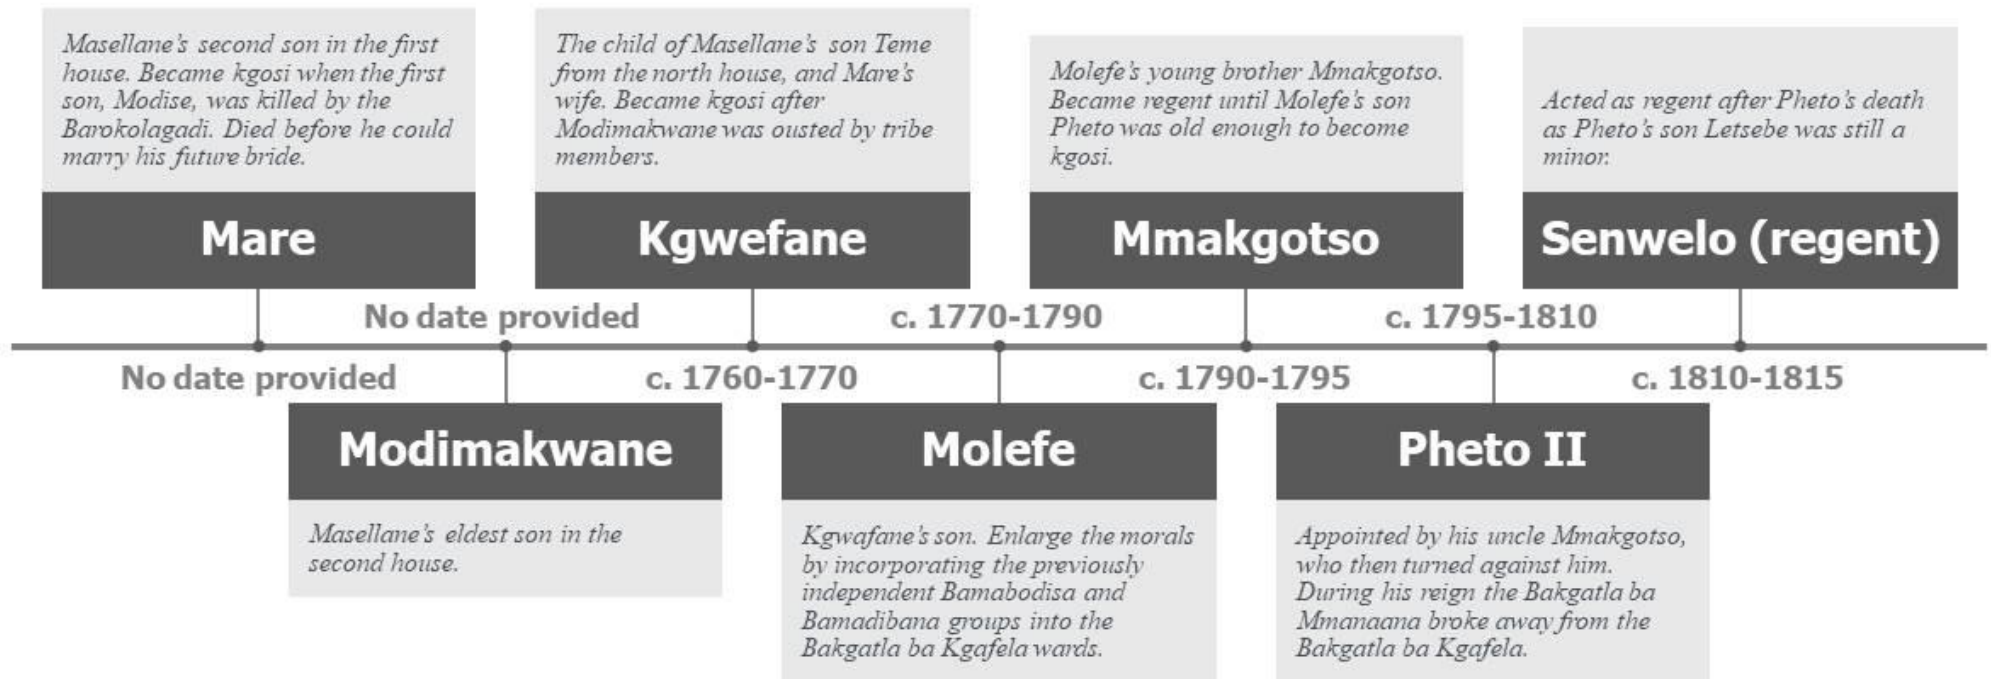 Masellane's second son in the first
house. Became kgosi when the first
son, Modise, was killed by the
Barokolagadi. Died before he could
marry his future bride.
Mare
No date provided
Modimakwane
Masellane's eldest son in the
second house.
No date provided
The child of Masellane's son Teme
from the north house, and Mare's
wife. Became kgosi after
Modimakwane was ousted by tribe
members.
Kgwefane
c. 1760-1770
Molefe
Kgwafane's son. Enlarge the morals
by incorporating the previously
independent Bamabodisa and
Bamadibana groups into the
Bakgatla ba Kgafela wards.
c. 1770-1790
Molefe's young brother Mmakgotso.
Became regent until Molefe's son
Pheto was old enough to become
kgosi.
Mmakgotso
c. 1790-1795
Pheto II
Appointed by his uncle Mmakgotso,
who then turned against him.
During his reign the Bakgatla ba
Mmanaana broke away from the
Bakgatla ba Kgafela.
c. 1795-1810
Acted as regent after Pheto's death
as Pheto's son Letsebe was still a
minor.
Senwelo (regent)
c. 1810-1815